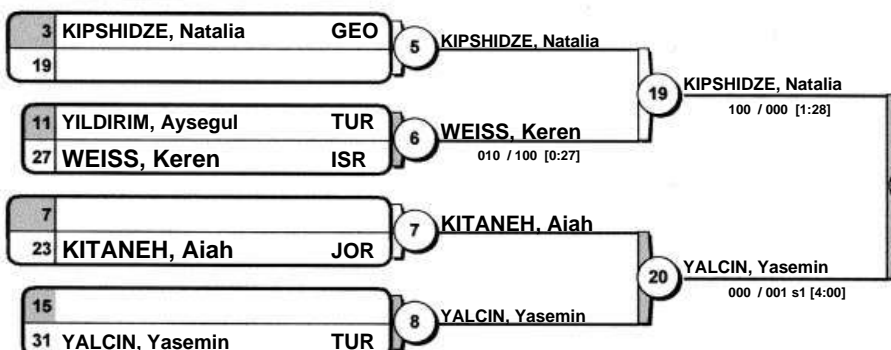 3 KIPSHIDZE, Natalia GEO
19
5
KIPSHIDZE, Natalia
11 YILDIRIM, Aysegul TUR
27 WEISS, Keren ISR
6
WEISS, Keren
010 / 100 [0:27]
19
KIPSHIDZE, Natalia
100 / 000 [1:28]
7
23 KITANEH, Aiah JOR
7
KITANEH, Aiah
15
31 YALCIN, Yasemin TUR
8
YALCIN, Yasemin
20
YALCIN, Yasemin
000 / 001 s1 [4:00]